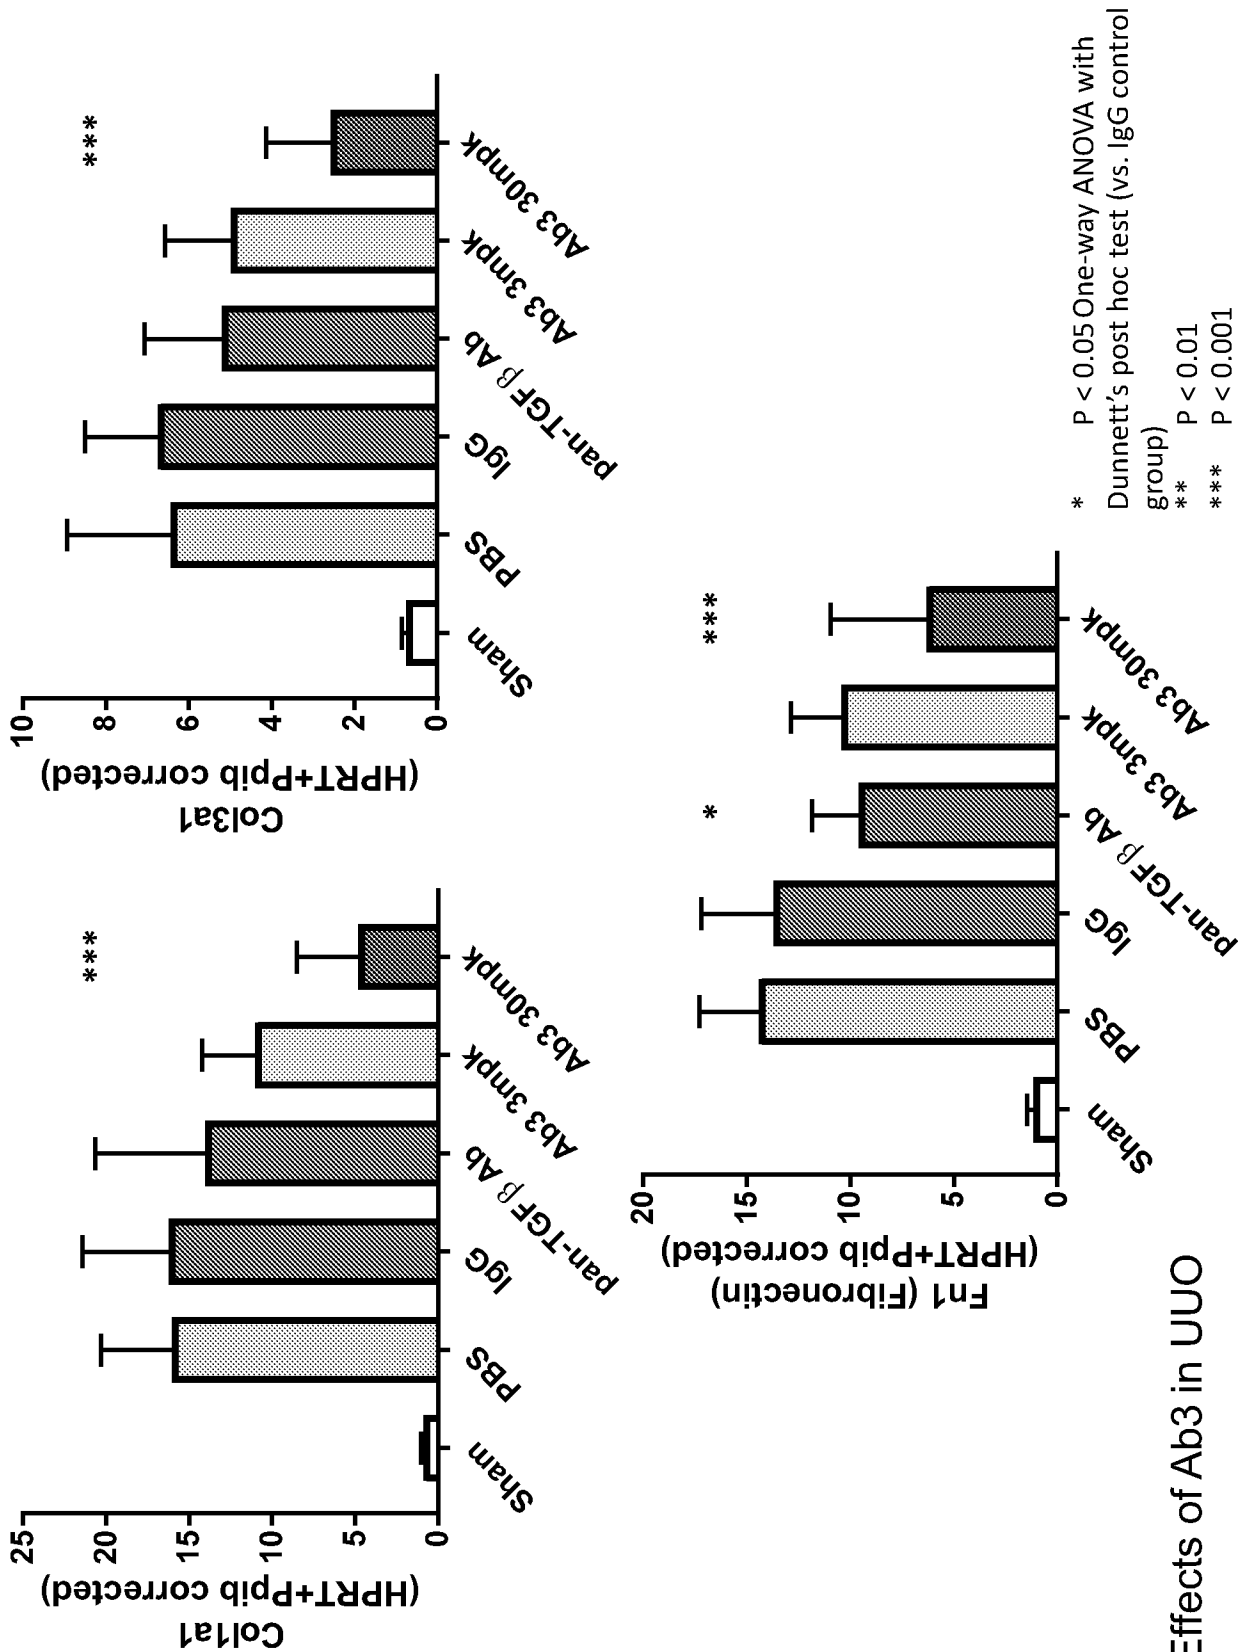 Col1a1
(HPRT+Ppib corrected)
25
20
15
10
5
0
***
Sham
PBS
IgG
pan-TGFβ Ab
Ab3 3mpk
Ab3 30mpk
Col3a1
(HPRT+Ppib corrected)
10
8
6
4
2
0
***
Sham
PBS
IgG
pan-TGFβ Ab
Ab3 3mpk
Ab3 30mpk
Fn1 (Fibronectin)
(HPRT+Ppib corrected)
20
15
10
5
0
*
***
Sham
PBS
IgG
pan-TGFβ Ab
Ab3 3mpk
Ab3 30mpk
* P < 0.05 One-way ANOVA with
Dunnett's post hoc test (vs. IgG control
group)
** P < 0.01
*** P < 0.001
Effects of Ab3 in UUO